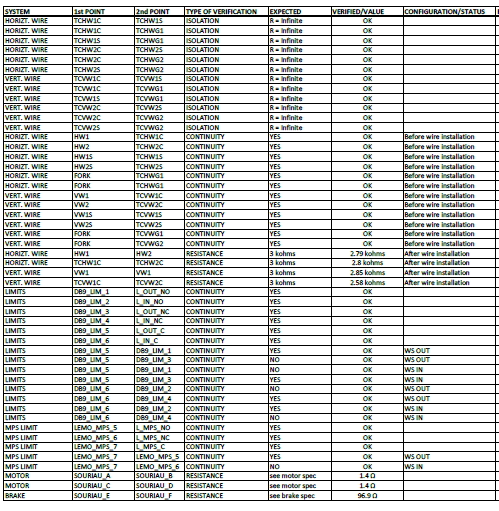 SYSTEM 1st POINT 2nd POINT TYPE OF VERIFICATION EXPECTED VERIFIED/VALUE CONFIGURATION/STATUS
HORIZT. WIRE TCHW1C TCHW1S ISOLATION R = Infinite OK
HORIZT. WIRE TCHW1C TCHWG1 ISOLATION R = Infinite OK
HORIZT. WIRE TCHW1S TCHWG1 ISOLATION R = Infinite OK
HORIZT. WIRE TCHW2C TCHW2S ISOLATION R = Infinite OK
HORIZT. WIRE TCHW2C TCHWG2 ISOLATION R = Infinite OK
HORIZT. WIRE TCHW2S TCHWG2 ISOLATION R = Infinite OK
VERT. WIRE TCVW1C TCVW1S ISOLATION R = Infinite OK
VERT. WIRE TCVW1C TCVWG1 ISOLATION R = Infinite OK
VERT. WIRE TCVW1S TCVWG1 ISOLATION R = Infinite OK
VERT. WIRE TCVW2C TCVW2S ISOLATION R = Infinite OK
VERT. WIRE TCVW2C TCVWG2 ISOLATION R = Infinite OK
VERT. WIRE TCVW2S TCVWG2 ISOLATION R = Infinite OK
HORIZT. WIRE HW1 TCHW1C CONTINUITY YES OK Before wire installation
HORIZT. WIRE HW2 TCHW2C CONTINUITY YES OK Before wire installation
HORIZT. WIRE HW1S TCHW1S CONTINUITY YES OK Before wire installation
HORIZT. WIRE HW2S TCHW2S CONTINUITY YES OK Before wire installation
HORIZT. WIRE FORK TCHWG1 CONTINUITY YES OK Before wire installation
HORIZT. WIRE FORK TCHWG2 CONTINUITY YES OK Before wire installation
VERT. WIRE VW1 TCVW1C CONTINUITY YES OK Before wire installation
VERT. WIRE VW2 TCVW2C CONTINUITY YES OK Before wire installation
VERT. WIRE VW1S TCVW1S CONTINUITY YES OK Before wire installation
VERT. WIRE VW2S TCVW2S CONTINUITY YES OK Before wire installation
VERT. WIRE FORK TCVWG1 CONTINUITY YES OK Before wire installation
VERT. WIRE FORK TCVWG2 CONTINUITY YES OK Before wire installation
HORIZT. WIRE HW1 HW2 RESISTANCE 3 kohms 2.79 kohms After wire installation
HORIZT. WIRE TCHW1C TCHW2C RESISTANCE 3 kohms 2.8 kohms After wire installation
VERT. WIRE VW1 VW1 RESISTANCE 3 kohms 2.85 kohms After wire installation
VERT. WIRE TCVW1C TCVW2C RESISTANCE 3 kohms 2.58 kohms After wire installation
LIMITS DB9_LIM_1 L_OUT_NO CONTINUITY YES OK
LIMITS DB9_LIM_2 L_IN_NO CONTINUITY YES OK
LIMITS DB9_LIM_3 L_OUT_NC CONTINUITY YES OK
LIMITS DB9_LIM_4 L_IN_NC CONTINUITY YES OK
LIMITS DB9_LIM_5 L_OUT_C CONTINUITY YES OK
LIMITS DB9_LIM_6 L_IN_C CONTINUITY YES OK
LIMITS DB9_LIM_5 DB9_LIM_1 CONTINUITY YES OK WS OUT
LIMITS DB9_LIM_5 DB9_LIM_3 CONTINUITY NO OK WS OUT
LIMITS DB9_LIM_5 DB9_LIM_1 CONTINUITY NO OK WS IN
LIMITS DB9_LIM_5 DB9_LIM_3 CONTINUITY YES OK WS IN
LIMITS DB9_LIM_6 DB9_LIM_2 CONTINUITY NO OK WS OUT
LIMITS DB9_LIM_6 DB9_LIM_4 CONTINUITY YES OK WS OUT
LIMITS DB9_LIM_6 DB9_LIM_2 CONTINUITY YES OK WS IN
LIMITS DB9_LIM_6 DB9_LIM_4 CONTINUITY NO OK WS IN
MPS LIMIT LEMO_MPS_5 L_MPS_NO CONTINUITY YES OK
MPS LIMIT LEMO_MPS_6 L_MPS_NC CONTINUITY YES OK
MPS LIMIT LEMO_MPS_7 L_MPS_C CONTINUITY YES OK
MPS LIMIT LEMO_MPS_7 LEMO_MPS_5 CONTINUITY YES OK WS OUT
MPS LIMIT LEMO_MPS_7 LEMO_MPS_6 CONTINUITY NO OK WS IN
MOTOR SOURIAU_A SOURIAU_B RESISTANCE see motor spec 1.4 Ω
MOTOR SOURIAU_C SOURIAU_D RESISTANCE see motor spec 1.4 Ω
BRAKE SOURIAU_E SOURIAU_F RESISTANCE see brake spec 96.9 Ω